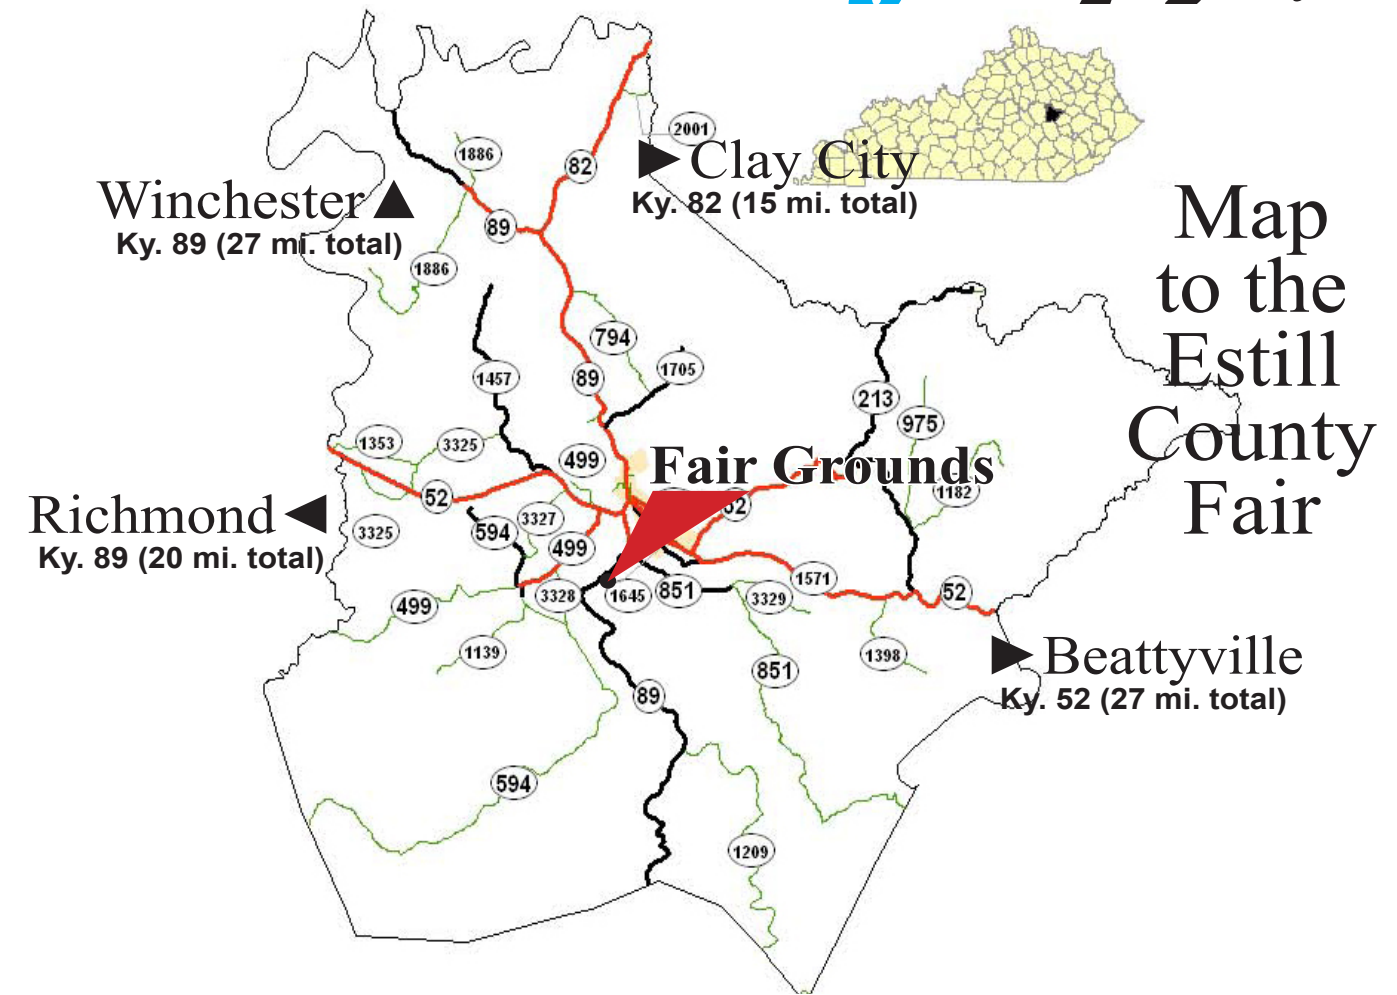 2001
1886
82
Clay City
Ky. 82 (15 mi. total)
Winchester
Ky. 89 (27 mi. total)
89
1886
Map
to the
Estill
County
Fair
794
89
1705
1457
213
975
1353
3325
499
Fair Grounds
1182
52
52
Richmond
Ky. 89 (20 mi. total)
3325
594
3327
499
3328
1645
851
3329
1571
52
499
1139
1398
851
Beattyville
Ky. 52 (27 mi. total)
89
594
1209